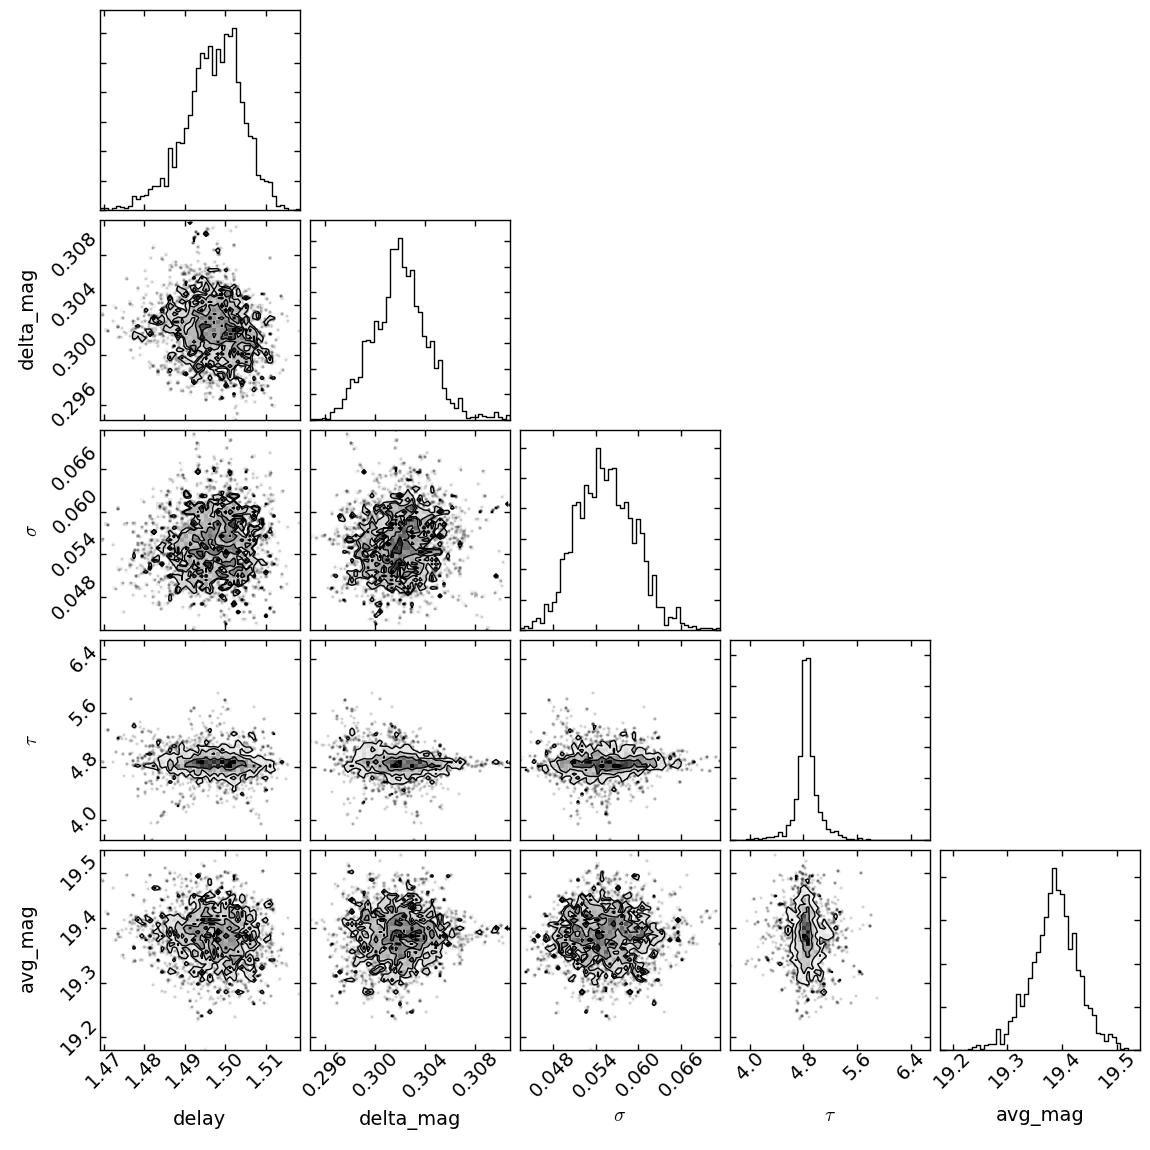 0.308
0.304
0.300
0.296
delta_mag
0.066
0.060
0.054
0.048
σ
6.4
5.6
4.8
4.0
τ
19.5
19.4
19.3
19.2
avg_mag
1.47 1.48 1.49 1.50 1.51
0.296 0.300 0.304 0.308
0.048 0.054 0.060 0.066
4.0 4.8 5.6 6.4
19.2 19.3 19.4 19.5
delay
delta_mag
σ
τ
avg_mag